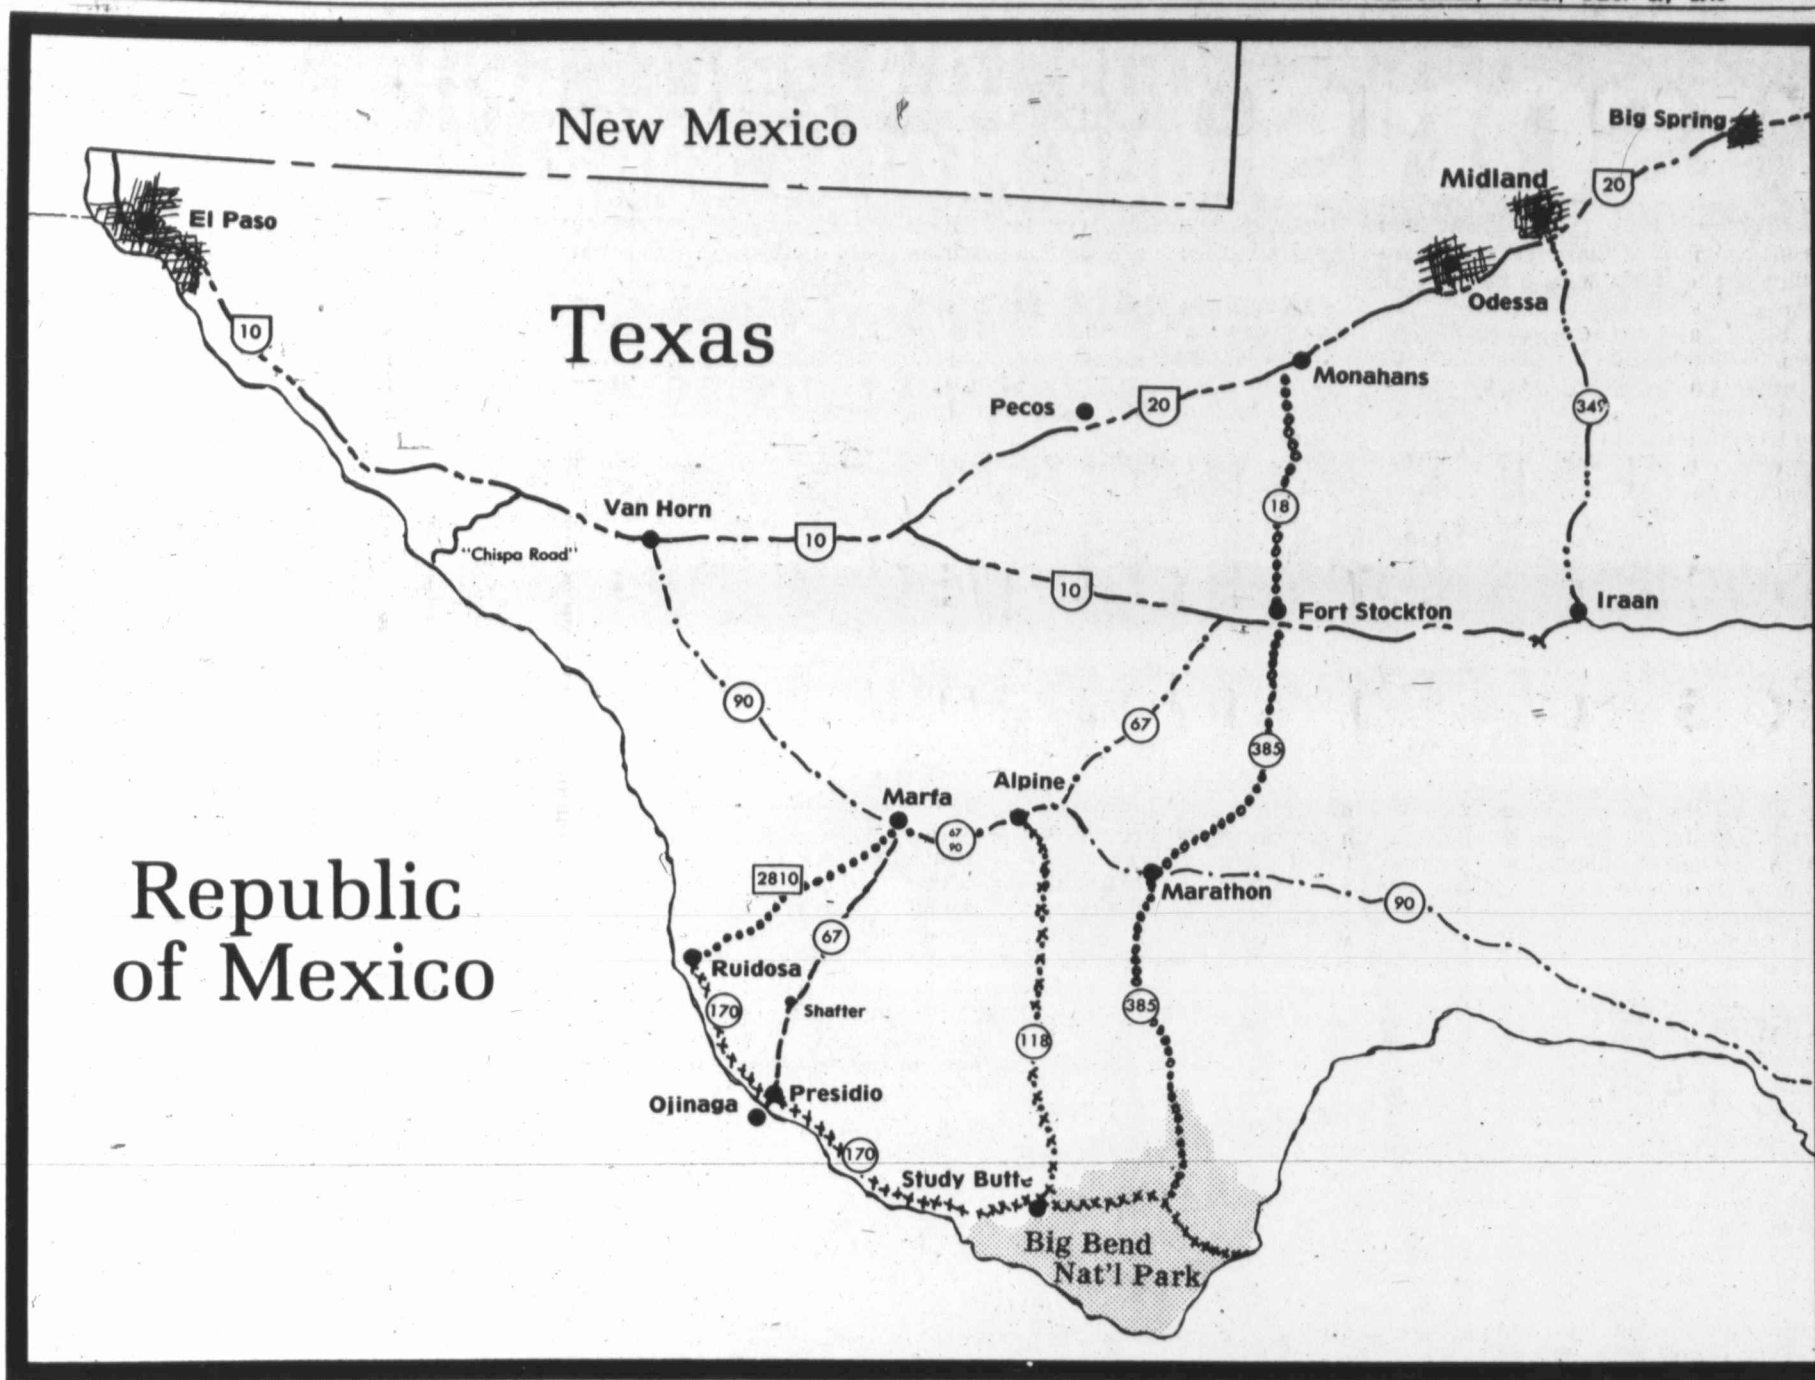 New Mexico
Big Spring
Midland
20
El Paso
Odessa
10
Texas
Monahans
Pecos
20
349
Van Horn
18
10
"Chispa Road"
10
Iraan
Fort Stockton
90
67
385
Alpine
Marfa
67
90
2810
Marathon
90
Republic
of Mexico
67
Ruidosa
170
Shafter
385
118
Presidio
Ojinaga
170
Study Butte
Big Bend
Nat'l Park